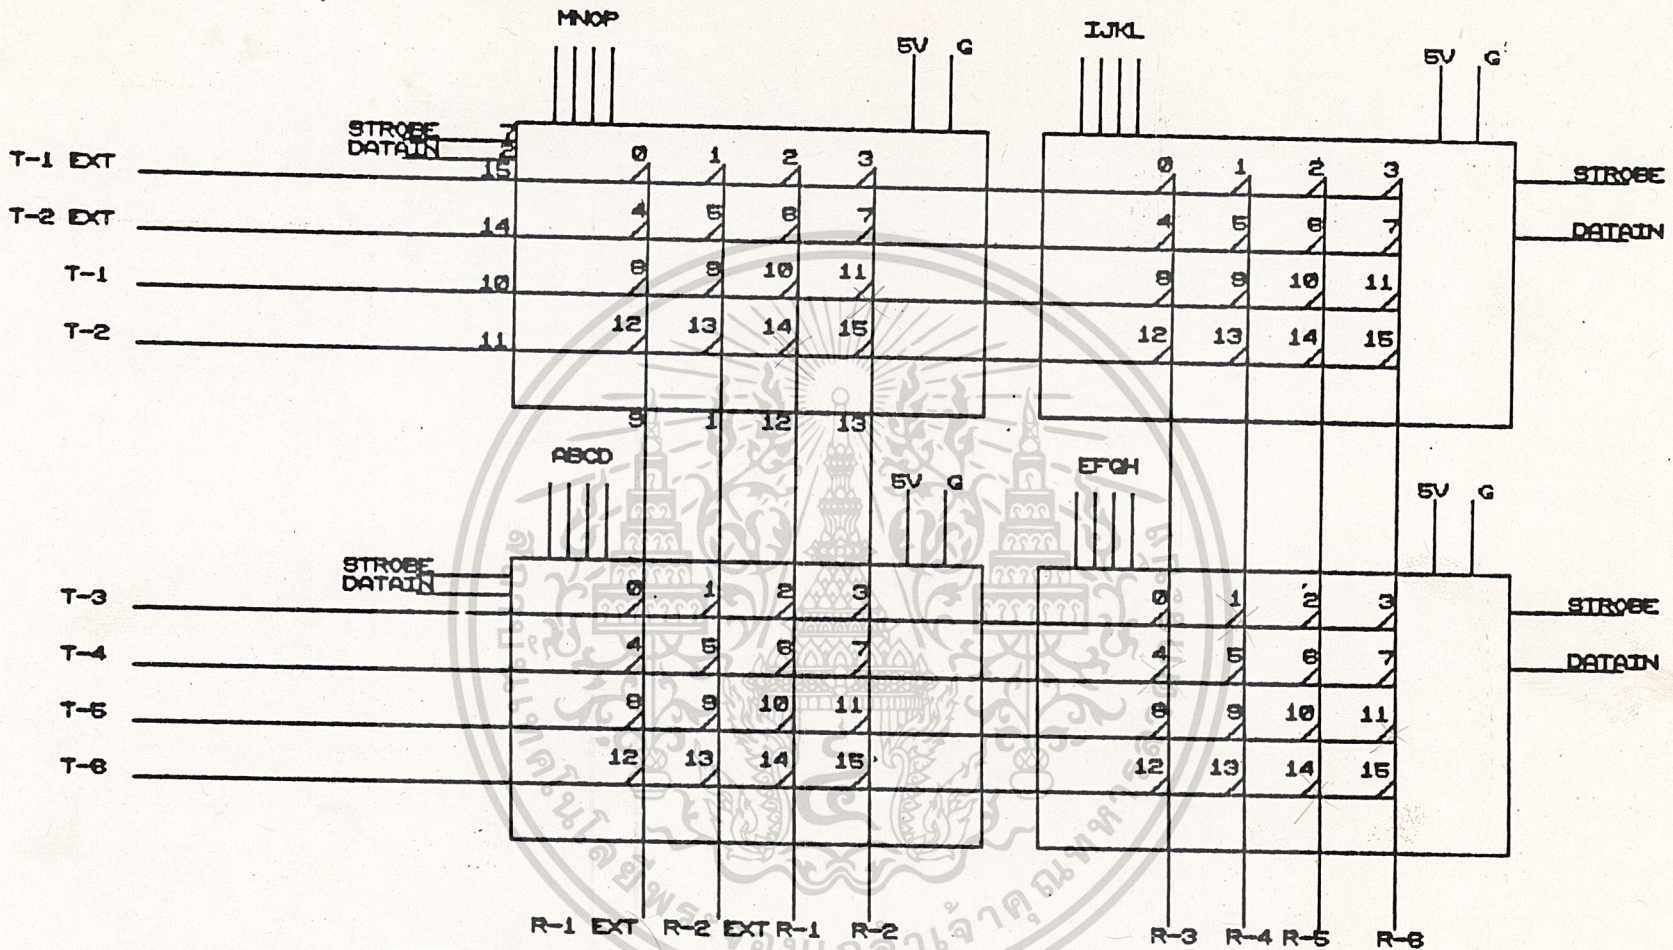 MNOP
IJKL
5V G
5V G
STROBE
DATAIN
7
2
T-1 EXT
15
0 1 2 3
0 1 2 3
STROBE
T-2 EXT
14
4 5 6 7
4 5 6 7
DATAIN
T-1
10
8 9 10 11
8 9 10 11
T-2
11
12 13 14 15
12 13 14 15
9 1 12 13
ABCD
EFGH
5V G
5V G
STROBE
DATAIN
T-3
0 1 2 3
0 1 2 3
STROBE
T-4
4 5 6 7
4 5 6 7
DATAIN
T-5
8 9 10 11
8 9 10 11
T-6
12 13 14 15
12 13 14 15
R-1 EXT R-2 EXT R-1 R-2
R-3 R-4 R-5 R-6